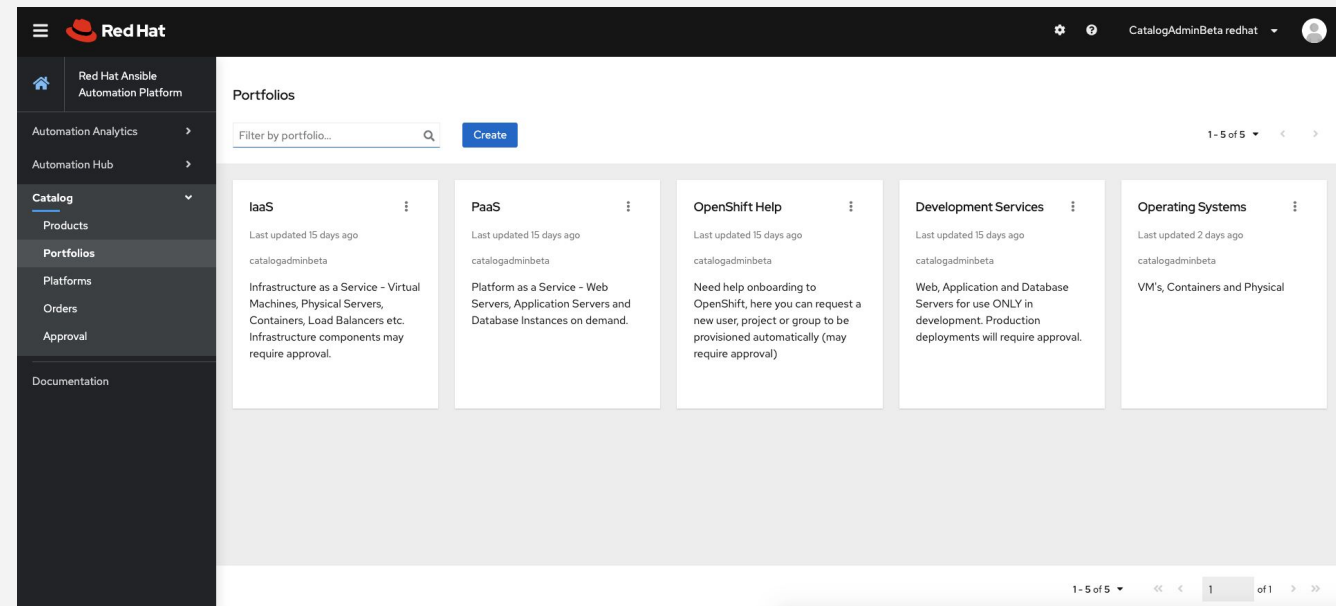 Red Hat
CatalogAdminBeta redhat
Red Hat Ansible
Automation Platform
Automation Analytics
Automation Hub
Catalog
Products
Portfolios
Platforms
Orders
Approval
Documentation
Portfolios
Filter by portfolio...
Create
1 - 5 of 5
IaaS
Last updated 15 days ago
catalogadminbeta
Infrastructure as a Service - Virtual
Machines, Physical Servers,
Containers, Load Balancers etc.
Infrastructure components may
require approval.
PaaS
Last updated 15 days ago
catalogadminbeta
Platform as a Service - Web
Servers, Application Servers and
Database Instances on demand.
OpenShift Help
Last updated 15 days ago
catalogadminbeta
Need help onboarding to
OpenShift, here you can request a
new user, project or group to be
provisioned automatically (may
require approval)
Development Services
Last updated 15 days ago
catalogadminbeta
Web, Application and Database
Servers for use ONLY in
development. Production
deployments will require approval.
Operating Systems
Last updated 2 days ago
catalogadminbeta
VM's, Containers and Physical
1 - 5 of 5
1 of 1